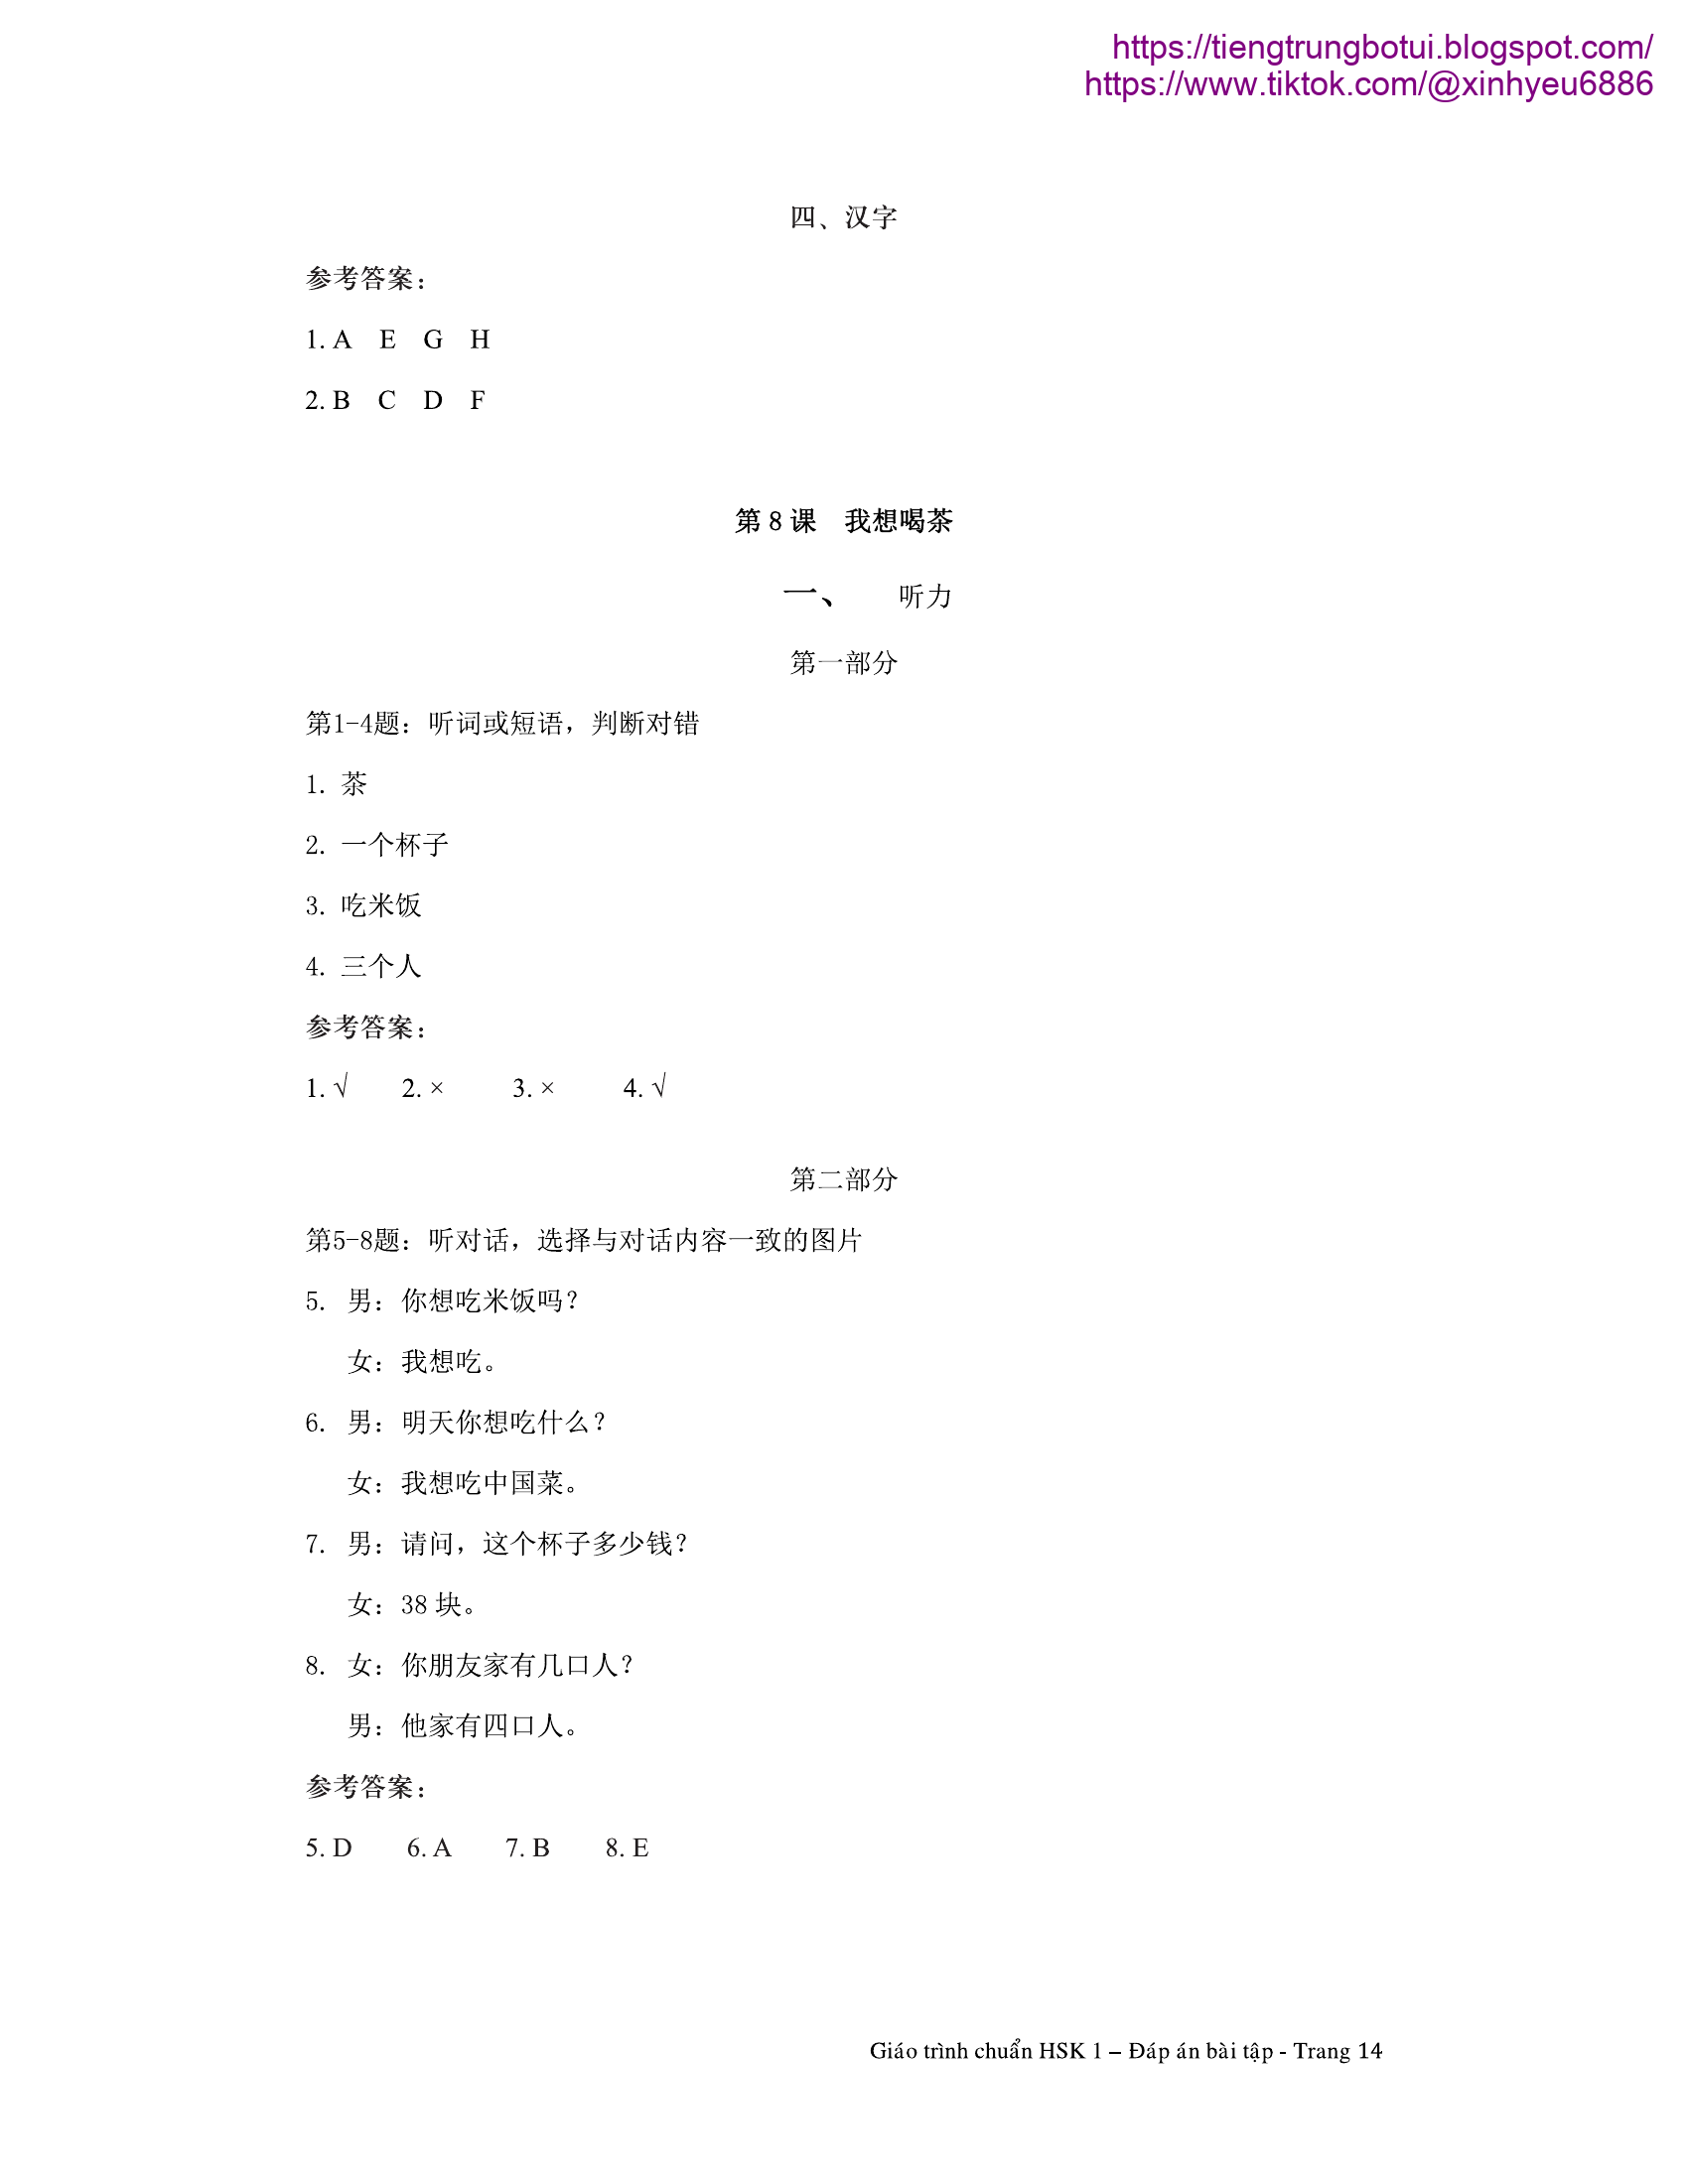 https://tiengtrungbotui.blogspot.com/
https://www.tiktok.com/@xinhyeu6886
四、汉字
参考答案：
1. A E G H
2. B C D F
第 8 课 我想喝茶
一、 听力
第一部分
第1-4题：听词或短语，判断对错
1. 茶
2. 一个杯子
3. 吃米饭
4. 三个人
参考答案：
1. √ 2. × 3. × 4. √
第二部分
第5-8题：听对话，选择与对话内容一致的图片
5. 男：你想吃米饭吗？
女：我想吃。
6. 男：明天你想吃什么？
女：我想吃中国菜。
7. 男：请问，这个杯子多少钱？
女：38 块。
8. 女：你朋友家有几口人？
男：他家有四口人。
参考答案：
5. D 6. A 7. B 8. E
Giáo trình chuẩn HSK 1 – Đáp án bài tập - Trang 14